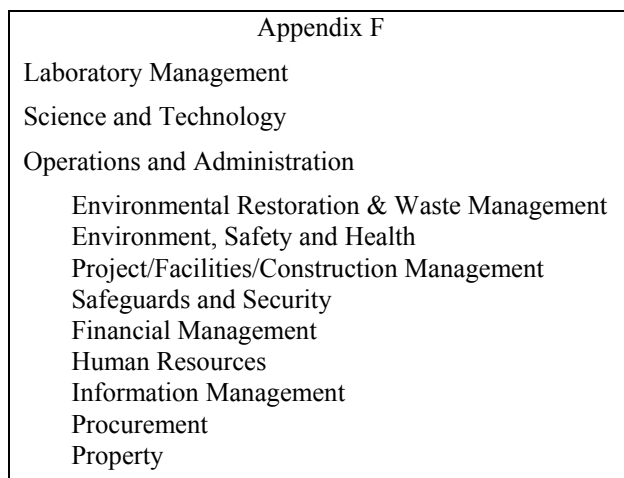 Appendix F
Laboratory Management
Science and Technology
Operations and Administration
Environmental Restoration & Waste Management
Environment, Safety and Health
Project/Facilities/Construction Management
Safeguards and Security
Financial Management
Human Resources
Information Management
Procurement
Property